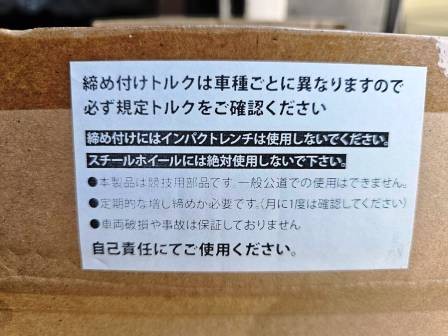 締め付けトルクは車種ごとに異なりますので
必ず規定トルクをご確認ください
締め付けにはインパクトレンチは使用しないでください。
スチールホイールには絶対使用しないで下さい。
●本製品は競技用部品です。一般公道での使用はできません。
●定期的な増し締めが必要です。(月に1度は確認してください)
●車両破損や事故は保証しておりません
自己責任にてご使用ください。